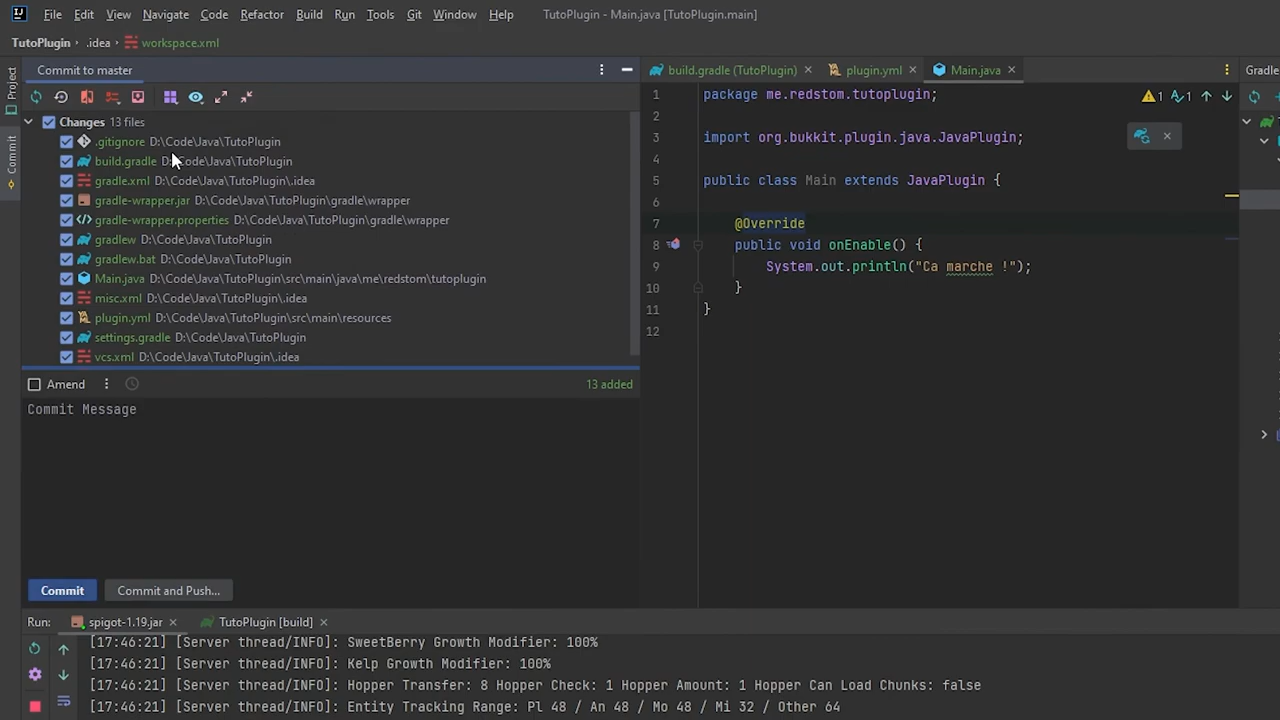 File Edit View Navigate Code Refactor Build Run Tools Git Window Help TutoPlugin - Main.java [TutoPlugin.main]
TutoPlugin .idea workspace.xml
Project
Commit
Commit to master
Changes 13 files
.gitignore D:\Code\Java\TutoPlugin
build.gradle D:\Code\Java\TutoPlugin
gradle.xml D:\Code\Java\TutoPlugin\.idea
gradle-wrapper.jar D:\Code\Java\TutoPlugin\gradle\wrapper
gradle-wrapper.properties D:\Code\Java\TutoPlugin\gradle\wrapper
gradlew D:\Code\Java\TutoPlugin
gradlew.bat D:\Code\Java\TutoPlugin
Main.java D:\Code\Java\TutoPlugin\src\main\java\me\redstom\tutoplugin
misc.xml D:\Code\Java\TutoPlugin\.idea
plugin.yml D:\Code\Java\TutoPlugin\src\main\resources
settings.gradle D:\Code\Java\TutoPlugin
vcs.xml D:\Code\Java\TutoPlugin\.idea
Amend 13 added
Commit Message
Commit Commit and Push...
build.gradle (TutoPlugin) plugin.yml Main.java
Gradle
1 package me.redstom.tutoplugin; 1 1
2
3 import org.bukkit.plugin.java.JavaPlugin;
4
5 public class Main extends JavaPlugin {
6
7 @Override
8 public void onEnable() {
9 System.out.println("Ca marche !");
10 }
11 }
12
Run: spigot-1.19.jar TutoPlugin [build]
[17:46:21] [Server thread/INFO]: SweetBerry Growth Modifier: 100%
[17:46:21] [Server thread/INFO]: Kelp Growth Modifier: 100%
[17:46:21] [Server thread/INFO]: Hopper Transfer: 8 Hopper Check: 1 Hopper Amount: 1 Hopper Can Load Chunks: false
[17:46:21] [Server thread/INFO]: Entity Tracking Range: Pl 48 / An 48 / Mo 48 / Mi 32 / Other 64